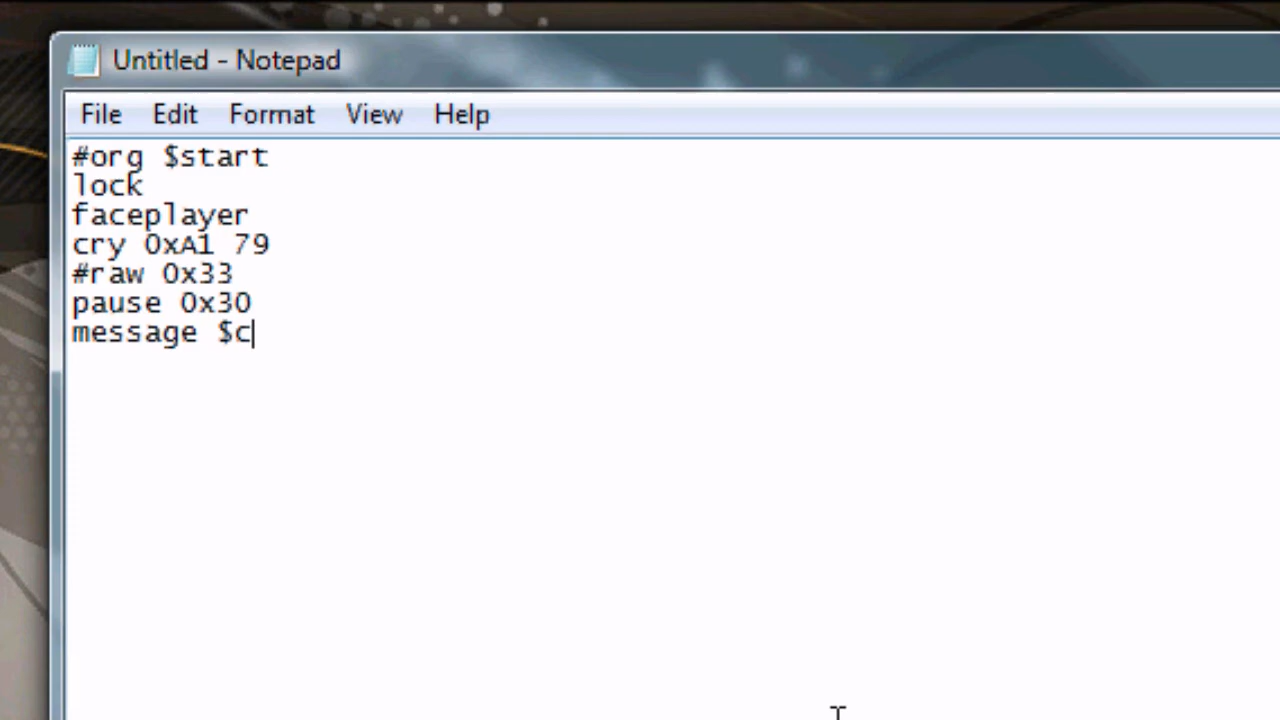 Untitled - Notepad
File Edit Format View Help
#org $start
lock
faceplayer
cry 0xA1 79
#raw 0x33
pause 0x30
message $c